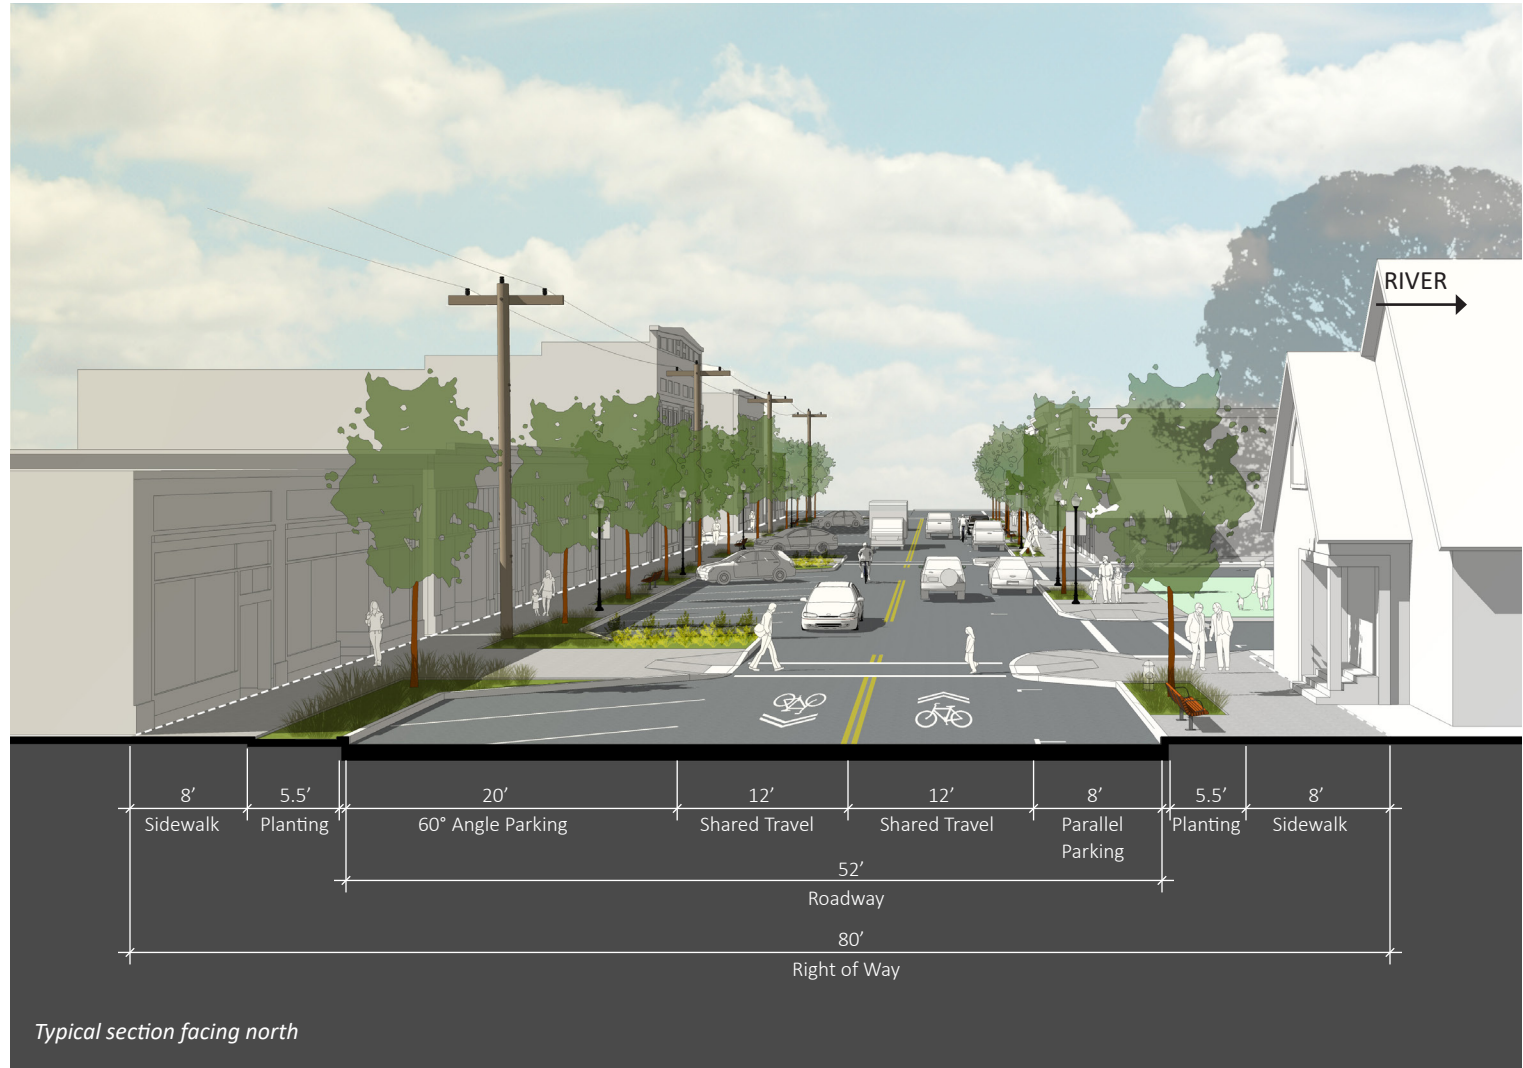 RIVER
8’ 5.5’ 20’ 12’ 12’ 8’ 5.5’ 8’
Sidewalk Planting 60° Angle Parking Shared Travel Shared Travel Parallel Planting Sidewalk
Parking
52’
Roadway
80’
Right of Way
Typical section facing north